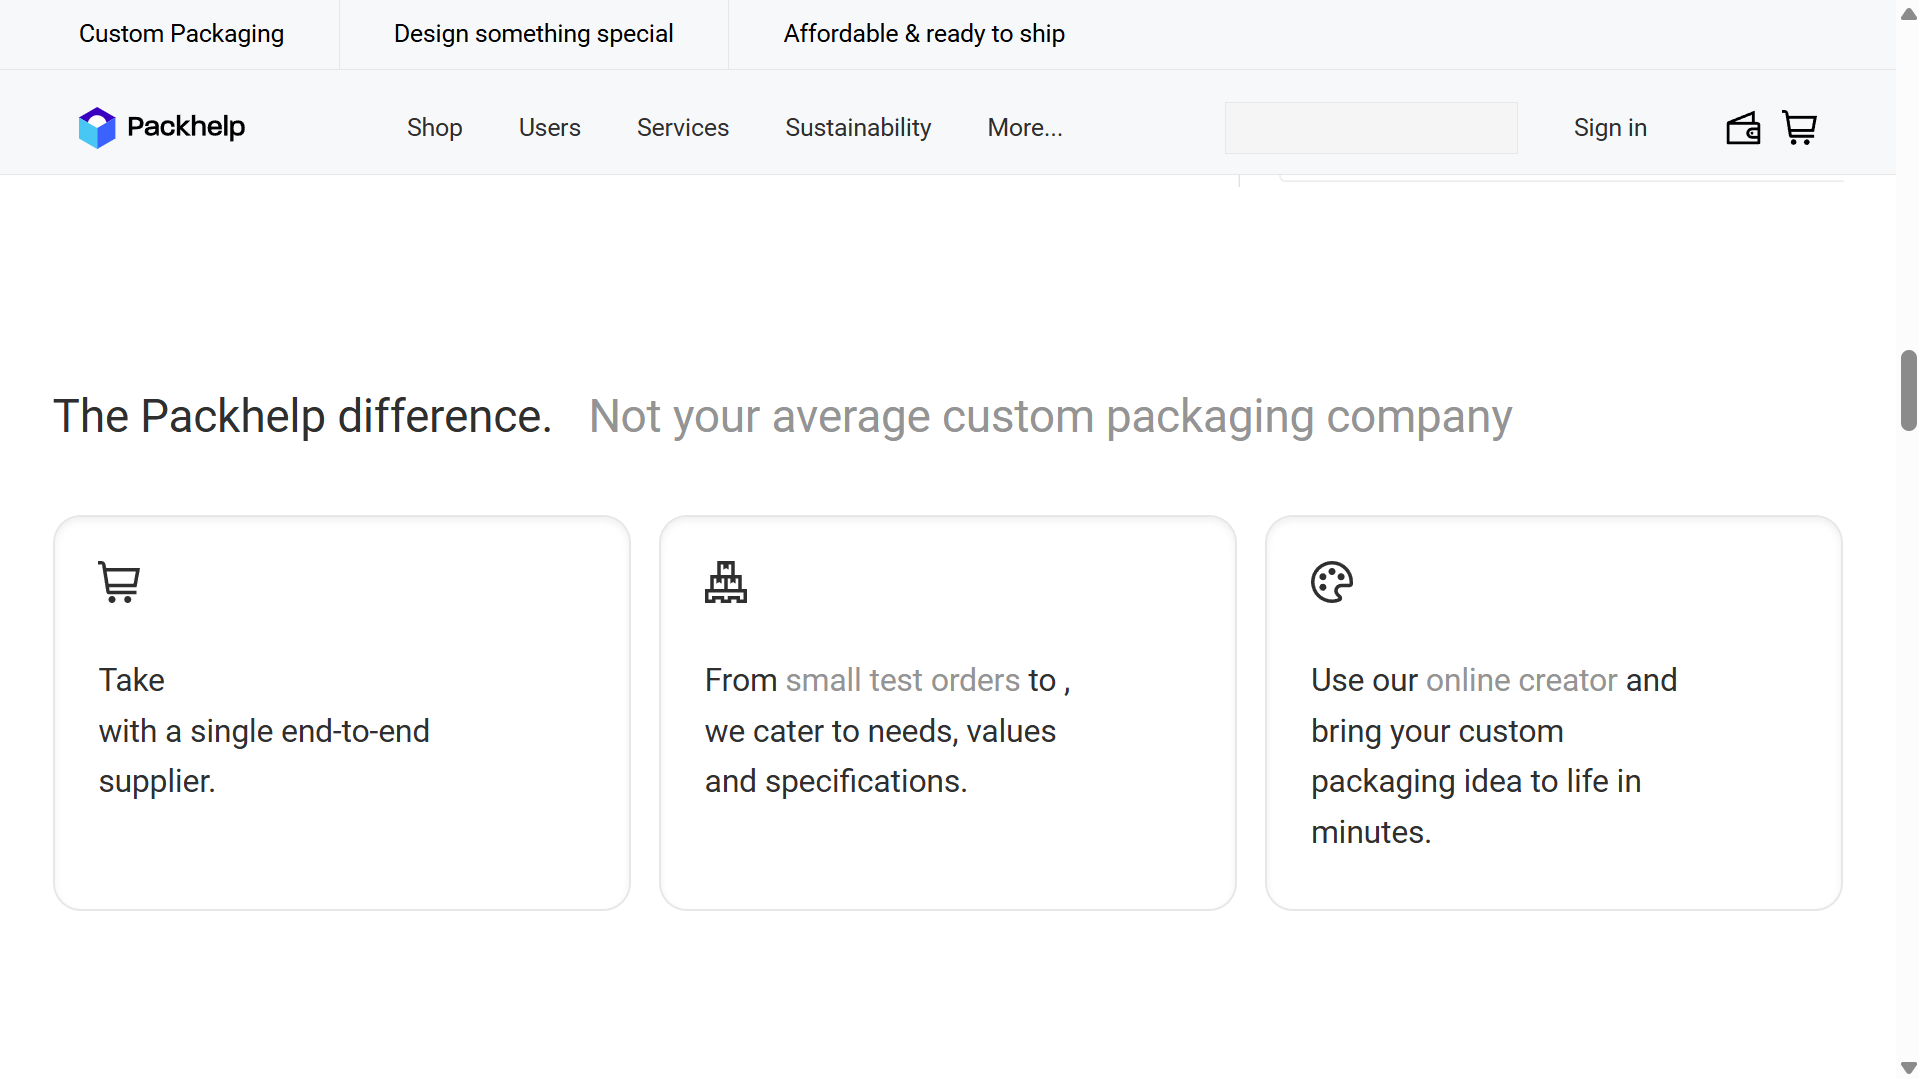 Custom Packaging
Design something special
Affordable & ready to ship
Packhelp
Shop
Users
Services
Sustainability
More...
Sign in
The Packhelp difference. Not your average custom packaging company
Take
with a single end-to-end
supplier.
From small test orders to ,
we cater to needs, values
and specifications.
Use our online creator and
bring your custom
packaging idea to life in
minutes.